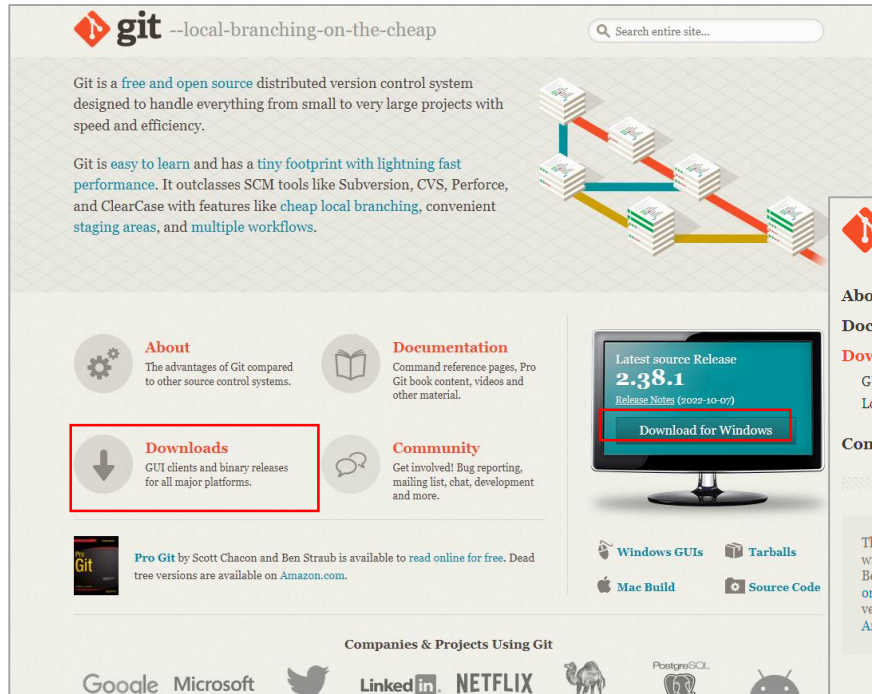 git --local-branching-on-the-cheap
Search entire site...
Git is a free and open source distributed version control system
designed to handle everything from small to very large projects with
speed and efficiency.
Git is easy to learn and has a tiny footprint with lightning fast
performance. It outclasses SCM tools like Subversion, CVS, Perforce,
and ClearCase with features like cheap local branching, convenient
staging areas, and multiple workflows.
About
The advantages of Git compared
to other source control systems.
Documentation
Command reference pages, Pro
Git book content, videos and
other material.
Downloads
GUI clients and binary releases
for all major platforms.
Community
Get involved! Bug reporting,
mailing list, chat, development
and more.
Latest source Release
2.38.1
Release Notes (2022-10-07)
Download for Windows
Windows GUIs
Tarballs
Mac Build
Source Code
Pro
Git
Pro Git by Scott Chacon and Ben Straub is available to read online for free. Dead
tree versions are available on Amazon.com.
Companies & Projects Using Git
Google
Microsoft
Linked in.
NETFLIX
PostgreSQL